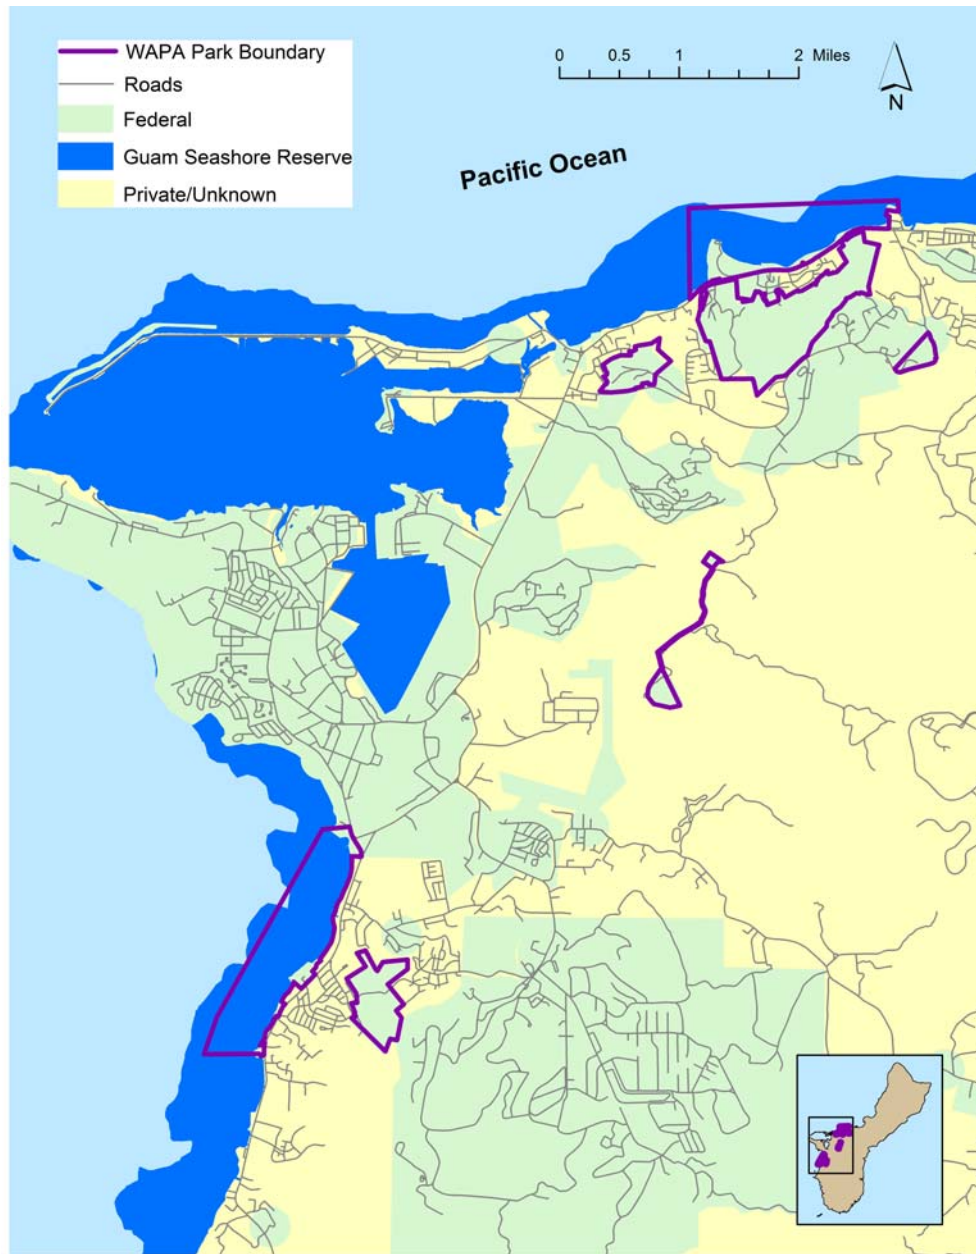 WAPA Park Boundary
Roads
Federal
Guam Seashore Reserve
Private/Unknown
0 0.5 1 2 Miles
N
Pacific Ocean